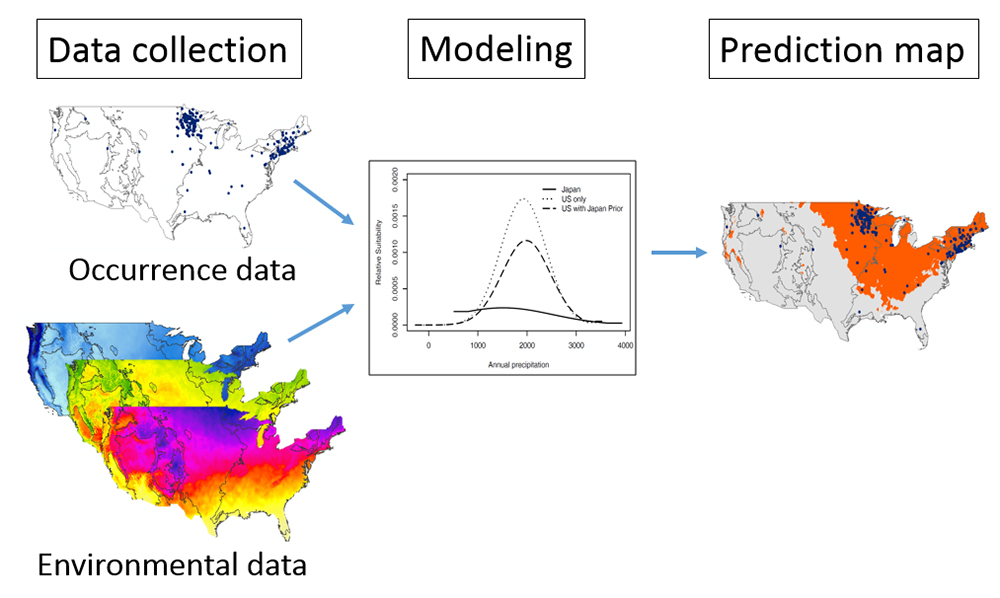 Data collection
Modeling
Prediction map
Occurrence data
Environmental data
Relative Suitability
0.0020
0.0015
0.0010
0.0005
0.0000
Japan
US only
US with Japan Prior
0 1000 2000 3000 4000
Annual precipitation